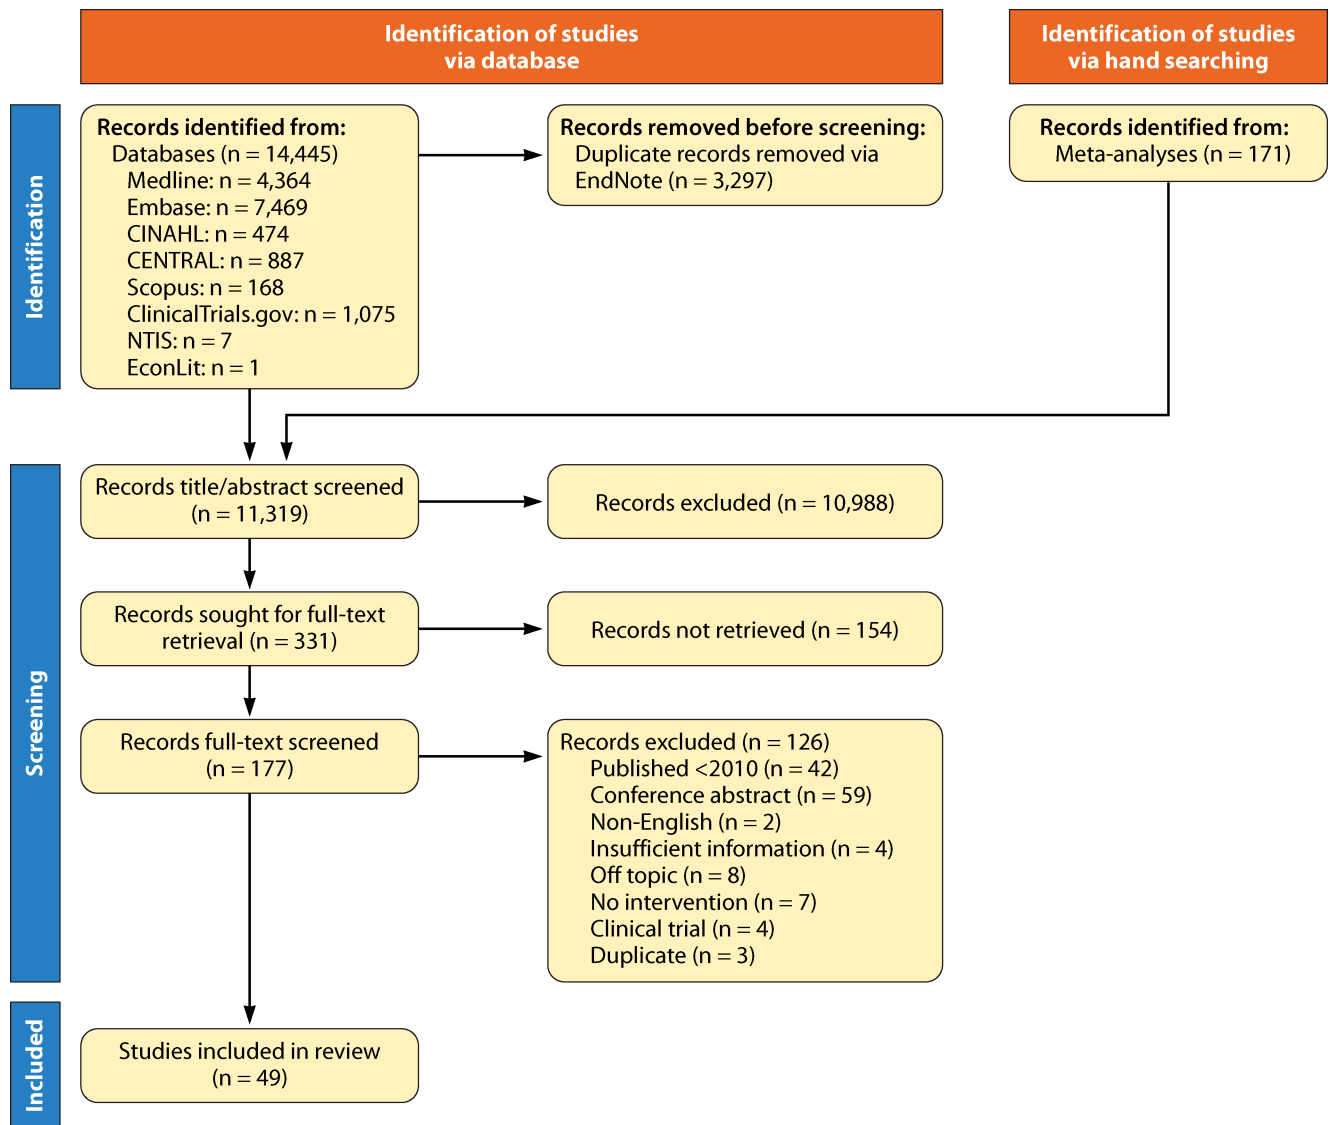 Identification of studies
via database
Identification of studies
via hand searching
Identification
Records identified from:
Databases (n = 14,445)
Medline: n = 4,364
Embase: n = 7,469
CINAHL: n = 474
CENTRAL: n = 887
Scopus: n = 168
ClinicalTrials.gov: n = 1,075
NTIS: n = 7
EconLit: n = 1
Records removed before screening:
Duplicate records removed via
EndNote (n = 3,297)
Records identified from:
Meta-analyses (n = 171)
Screening
Records title/abstract screened
(n = 11,319)
Records excluded (n = 10,988)
Records sought for full-text
retrieval (n = 331)
Records not retrieved (n = 154)
Records full-text screened
(n = 177)
Records excluded (n = 126)
Published <2010 (n = 42)
Conference abstract (n = 59)
Non-English (n = 2)
Insufficient information (n = 4)
Off topic (n = 8)
No intervention (n = 7)
Clinical trial (n = 4)
Duplicate (n = 3)
Included
Studies included in review
(n = 49)